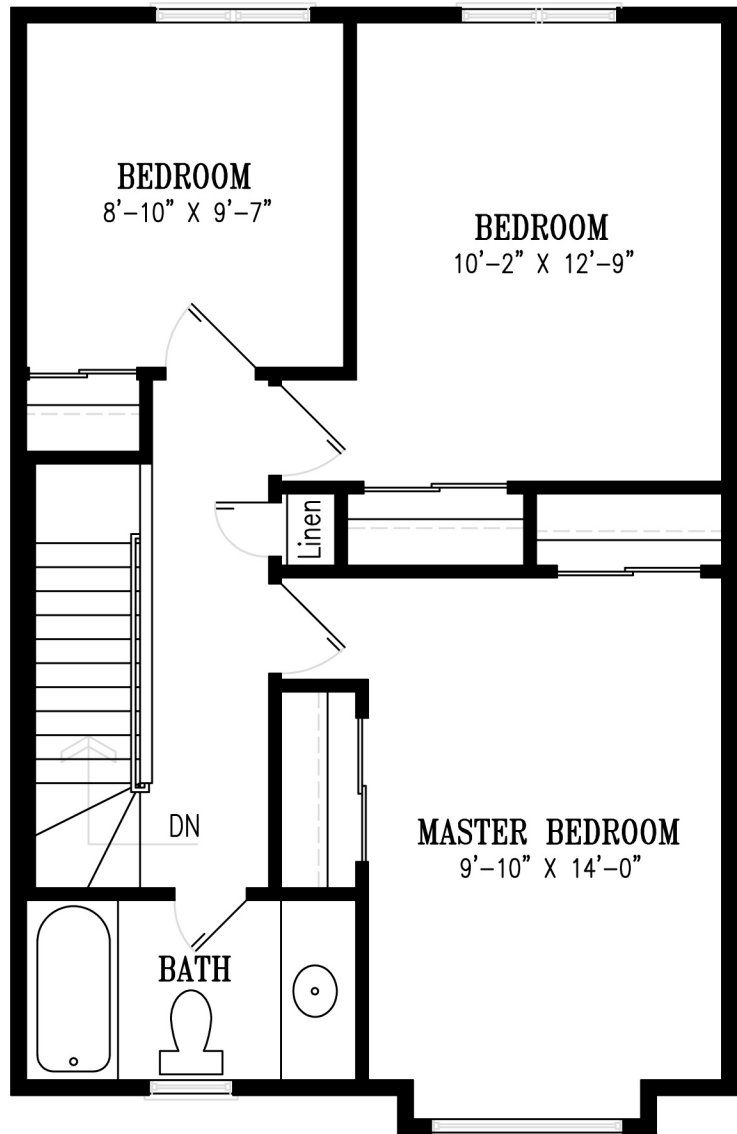 BEDROOM
8'-10" X 9'-7"
BEDROOM
10'-2" X 12'-9"
Linen
DN
MASTER BEDROOM
9'-10" X 14'-0"
BATH